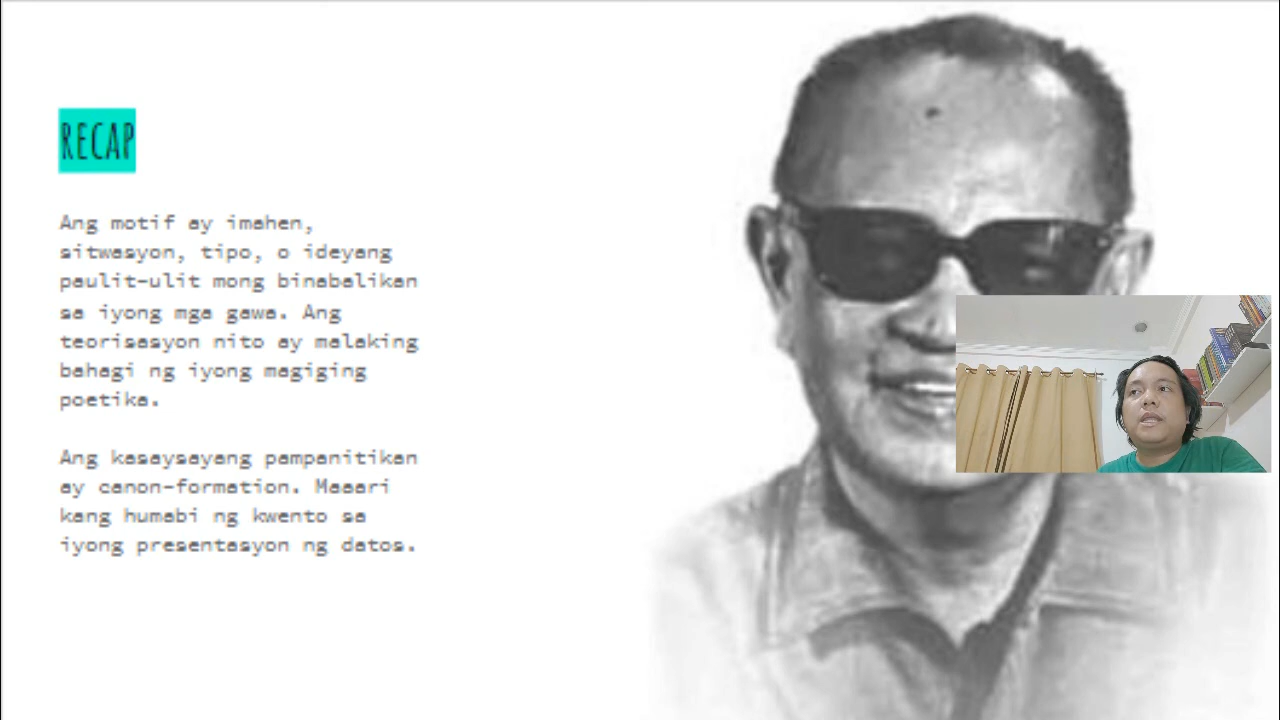 RECAP
Ang motif ay imahen,
sitwasyon, tipo, o ideyang
paulit-ulit mong binabalikan
sa iyong mga gawa. Ang
teorisasyon nito ay malaking
bahagi ng iyong magiging
poetika.
Ang kasaysayang pampanitikan
ay canon-formation. Maaari
kang humabi ng kwento sa
iyong presentasyon ng datos.